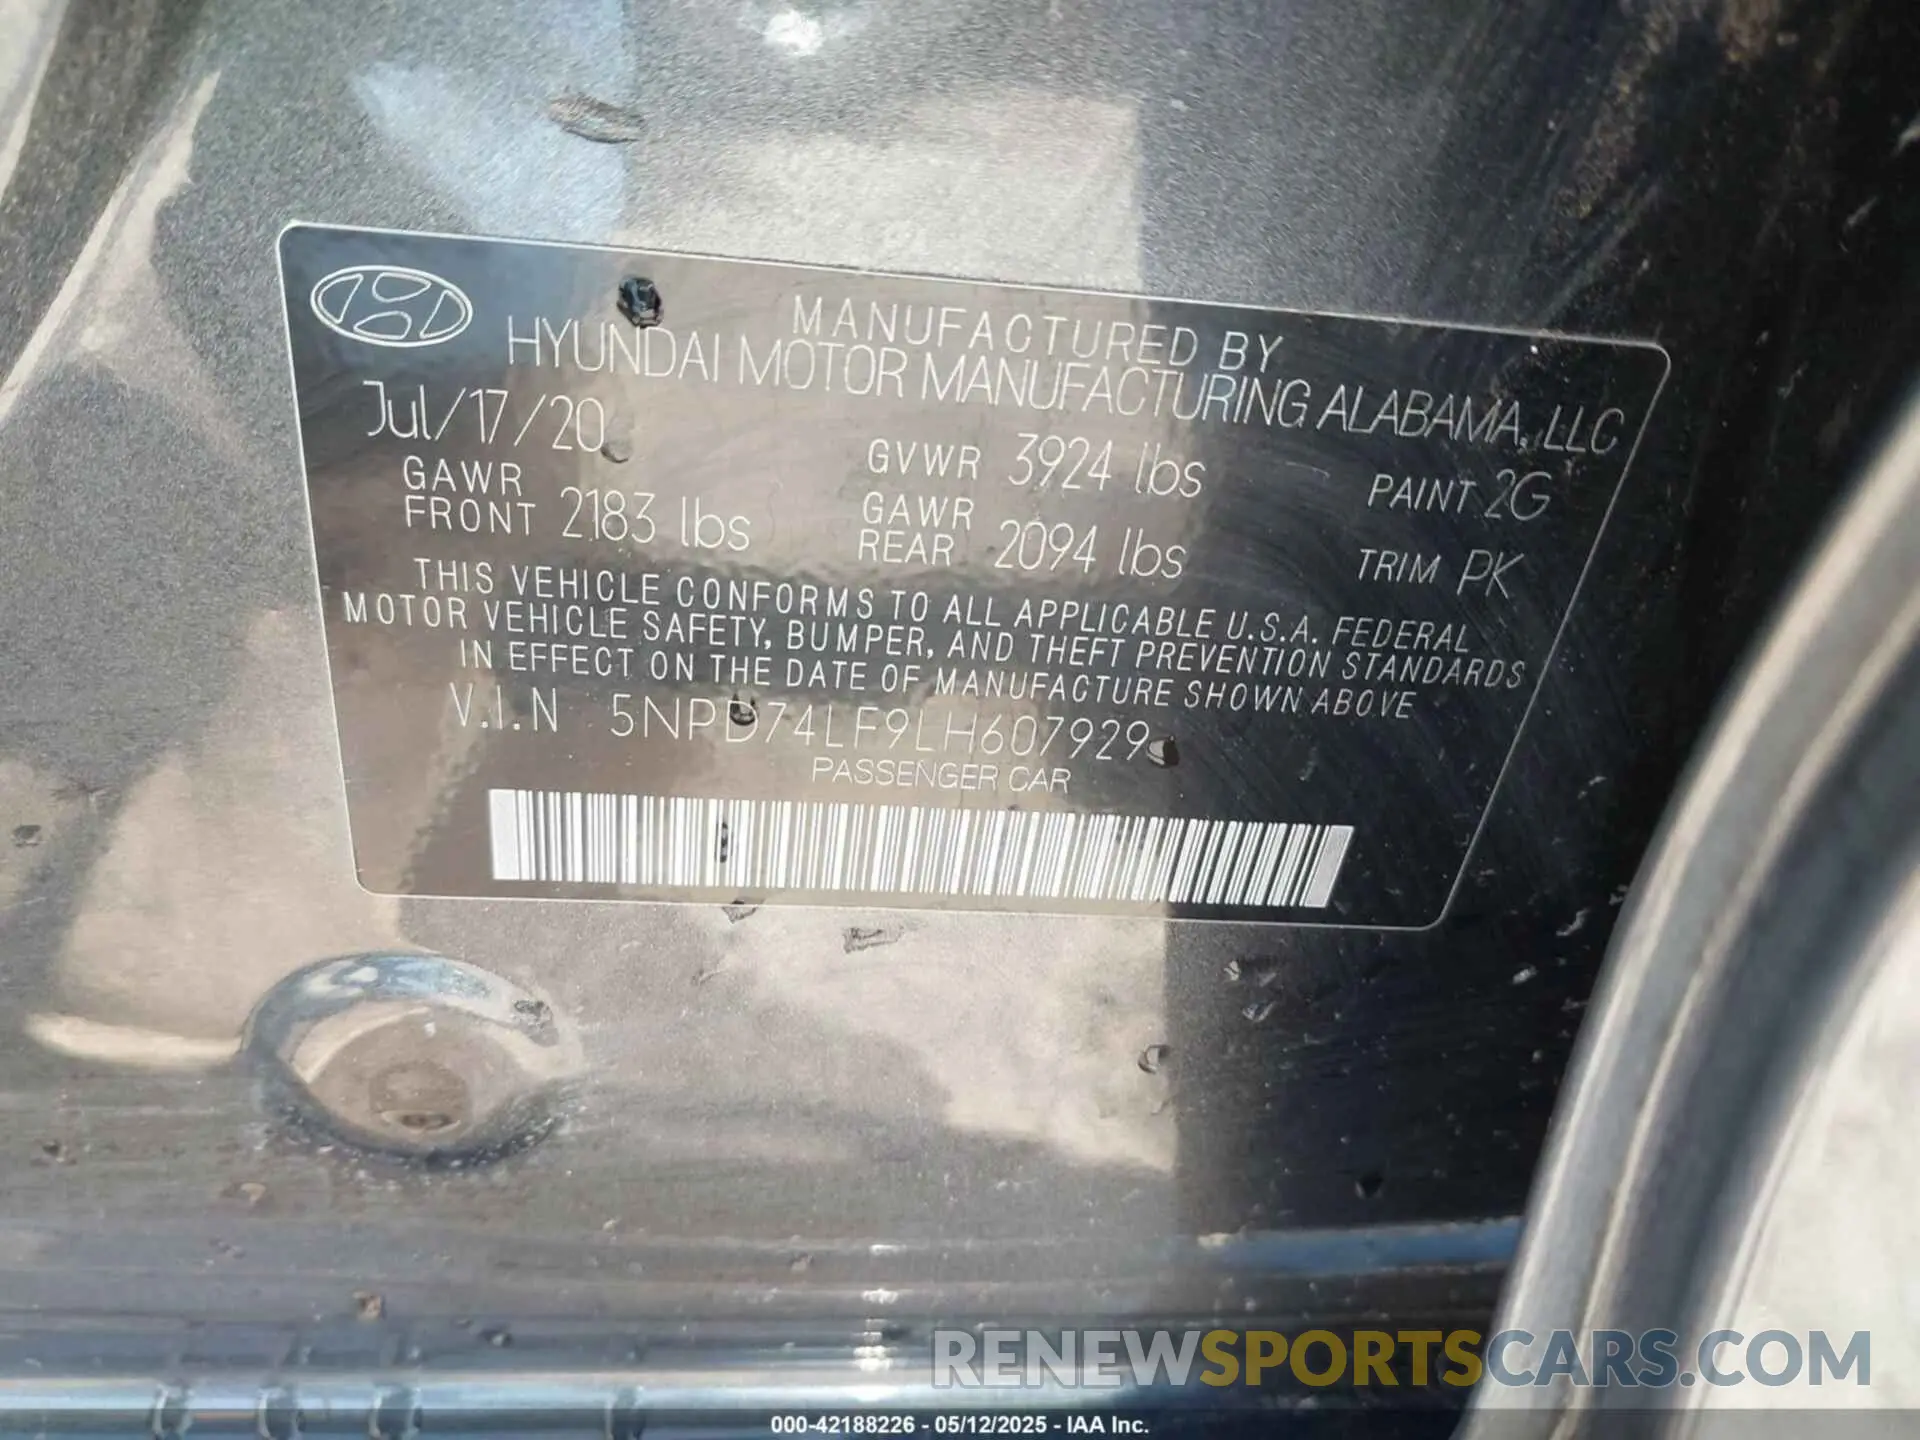 MANUFACTURED BY
HYUNDAI MOTOR MANUFACTURING ALABAMA, LLC
Jul/17/20 GVWR 3924 lbs PAINT 2G
GAWR FRONT 2183 lbs GAWR REAR 2094 lbs TRIM PK
THIS VEHICLE CONFORMS TO ALL APPLICABLE U.S.A. FEDERAL
MOTOR VEHICLE SAFETY, BUMPER, AND THEFT PREVENTION STANDARDS
IN EFFECT ON THE DATE OF MANUFACTURE SHOWN ABOVE
V.I.N 5NPD74LF9LH607929
PASSENGER CAR
RENEWSPORTSCARS.COM
000-42188226 - 05/12/2025 - IAA Inc.